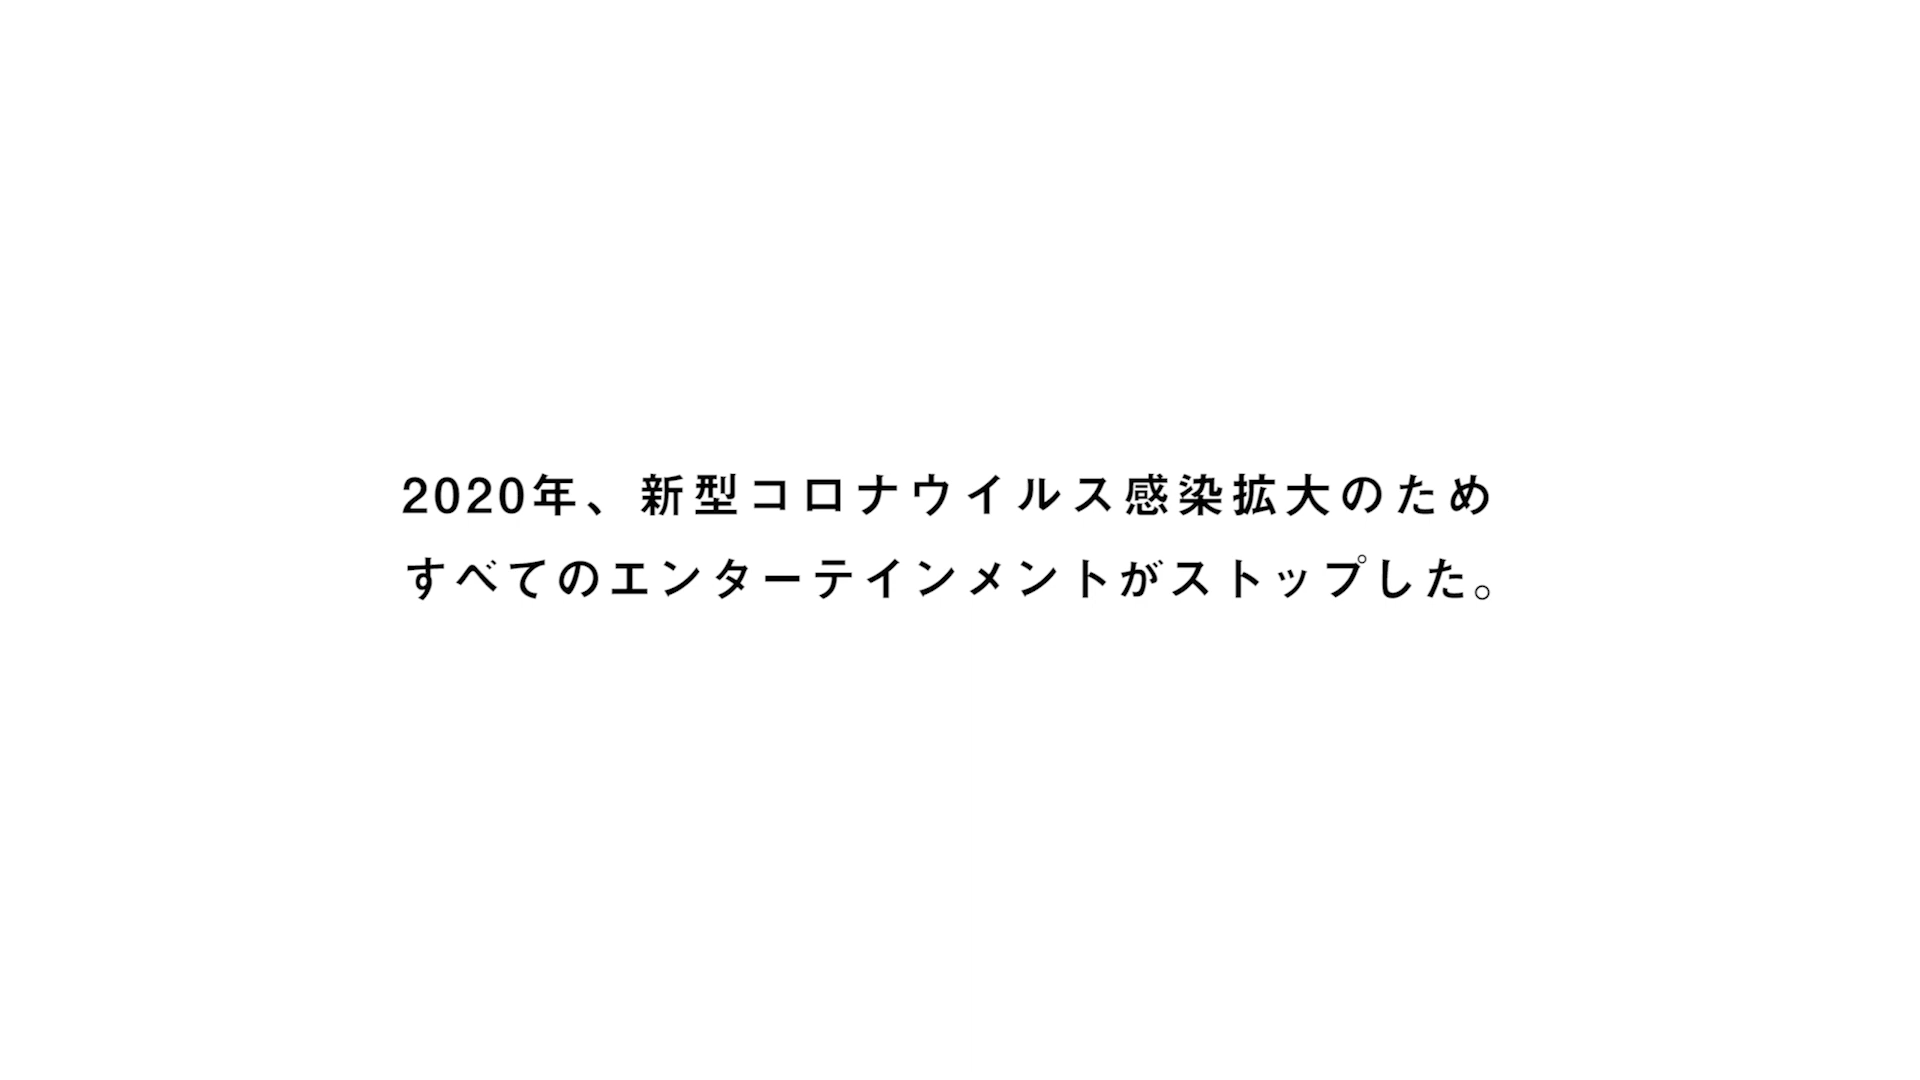 2020年、新型コロナウイルス感染拡大のため
すべてのエンターテインメントがストップした。